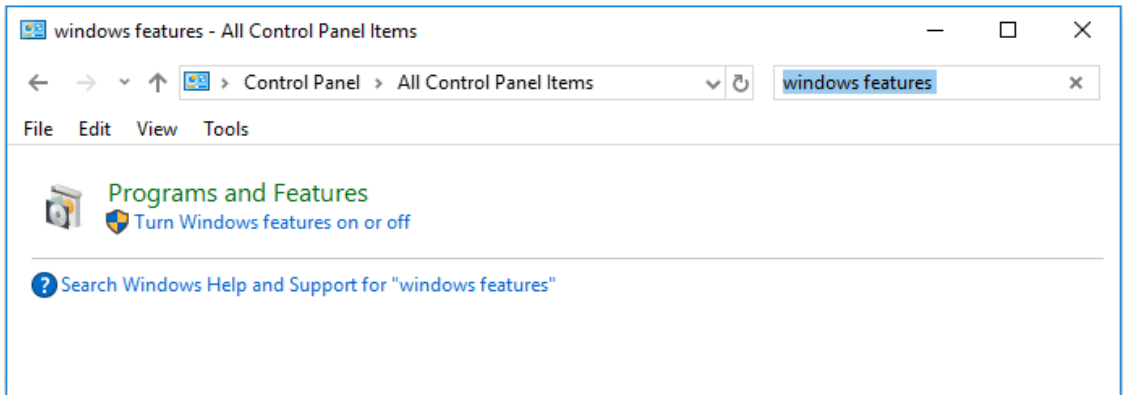 windows features - All Control Panel Items
Control Panel > All Control Panel Items
windows features
File Edit View Tools
Programs and Features
Turn Windows features on or off
? Search Windows Help and Support for "windows features"